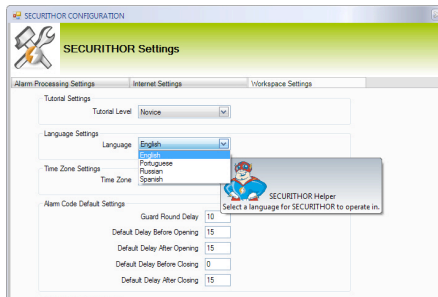 SECURITHOR CONFIGURATION
SECURITHOR Settings
Alarm Processing Settings Internet Settings Workspace Settings
Tutorial Settings
Tutorial Level Novice
Language Settings
Language English
English
Portuguese
Russian
Spanish
Time Zone Settings
Time Zone
SECURITHOR Helper
Select a language for SECURITHOR to operate in.
Alarm Code Default Settings
Guard Round Delay 10
Default Delay Before Opening 15
Default Delay After Opening 15
Default Delay Before Closing 0
Default Delay After Closing 15